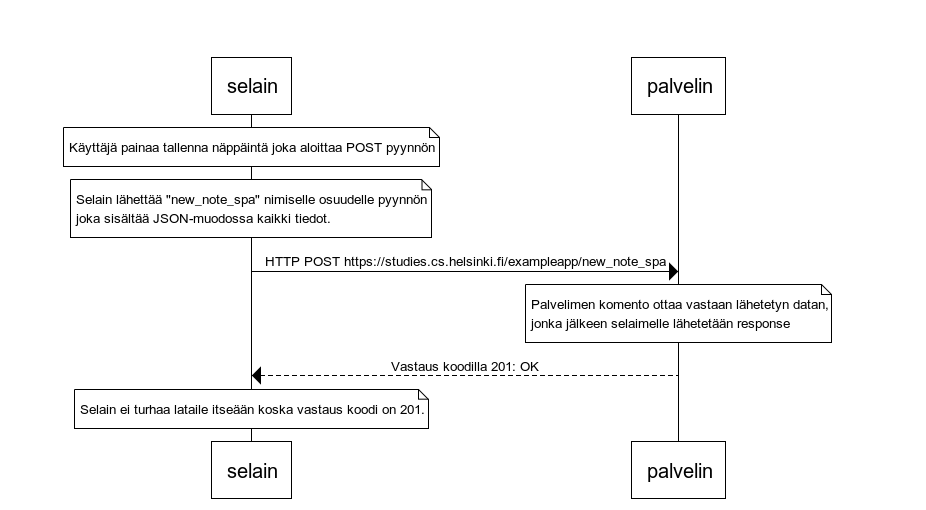 selain
palvelin
Käyttäjä painaa tallenna näppäintä joka aloittaa POST pyynnön
Selain lähettää "new_note_spa" nimiselle osuudelle pyynnön
joka sisältää JSON-muodossa kaikki tiedot.
HTTP POST https://studies.cs.helsinki.fi/exampleapp/new_note_spa
Palvelimen komento ottaa vastaan lähetetyn datan,
jonka jälkeen selaimelle lähetetään response
Vastaus koodilla 201: OK
Selain ei turhaa lataile itseään koska vastaus koodi on 201.
selain
palvelin